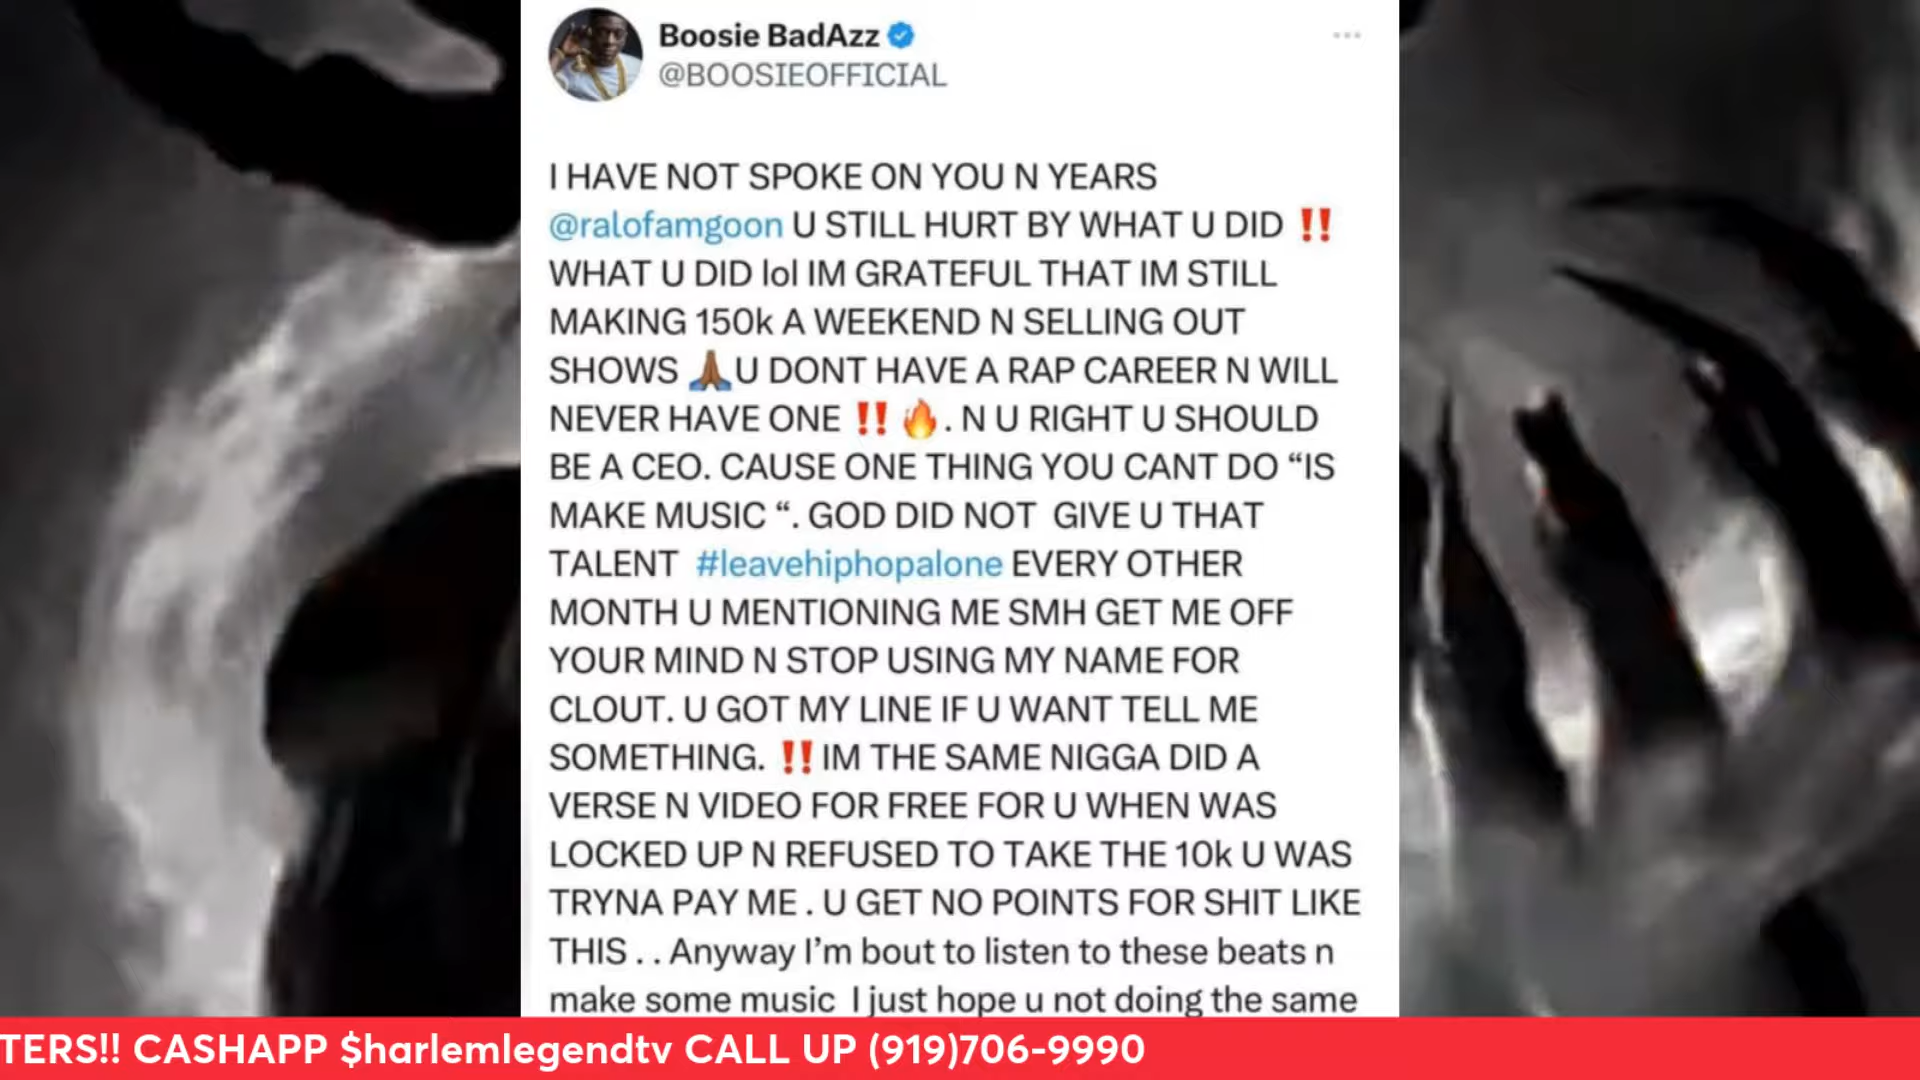 Boosie BadAzz
@BOOSIEOFFICIAL
I HAVE NOT SPOKE ON YOU N YEARS
@ralofamgoon U STILL HURT BY WHAT U DID ‼️
WHAT U DID lol IM GRATEFUL THAT IM STILL
MAKING 150k A WEEKEND N SELLING OUT
SHOWS 🙏🏾U DONT HAVE A RAP CAREER N WILL
NEVER HAVE ONE ‼️🔥. N U RIGHT U SHOULD
BE A CEO. CAUSE ONE THING YOU CANT DO “IS
MAKE MUSIC “. GOD DID NOT GIVE U THAT
TALENT #leavehiphopalone EVERY OTHER
MONTH U MENTIONING ME SMH GET ME OFF
YOUR MIND N STOP USING MY NAME FOR
CLOUT. U GOT MY LINE IF U WANT TELL ME
SOMETHING. ‼️IM THE SAME NIGGA DID A
VERSE N VIDEO FOR FREE FOR U WHEN WAS
LOCKED UP N REFUSED TO TAKE THE 10k U WAS
TRYNA PAY ME . U GET NO POINTS FOR SHIT LIKE
THIS . . Anyway I’m bout to listen to these beats n
make some music I just hope u not doing the same
TERS!! CASHAPP $harlemlegendtv CALL UP (919)706-9990